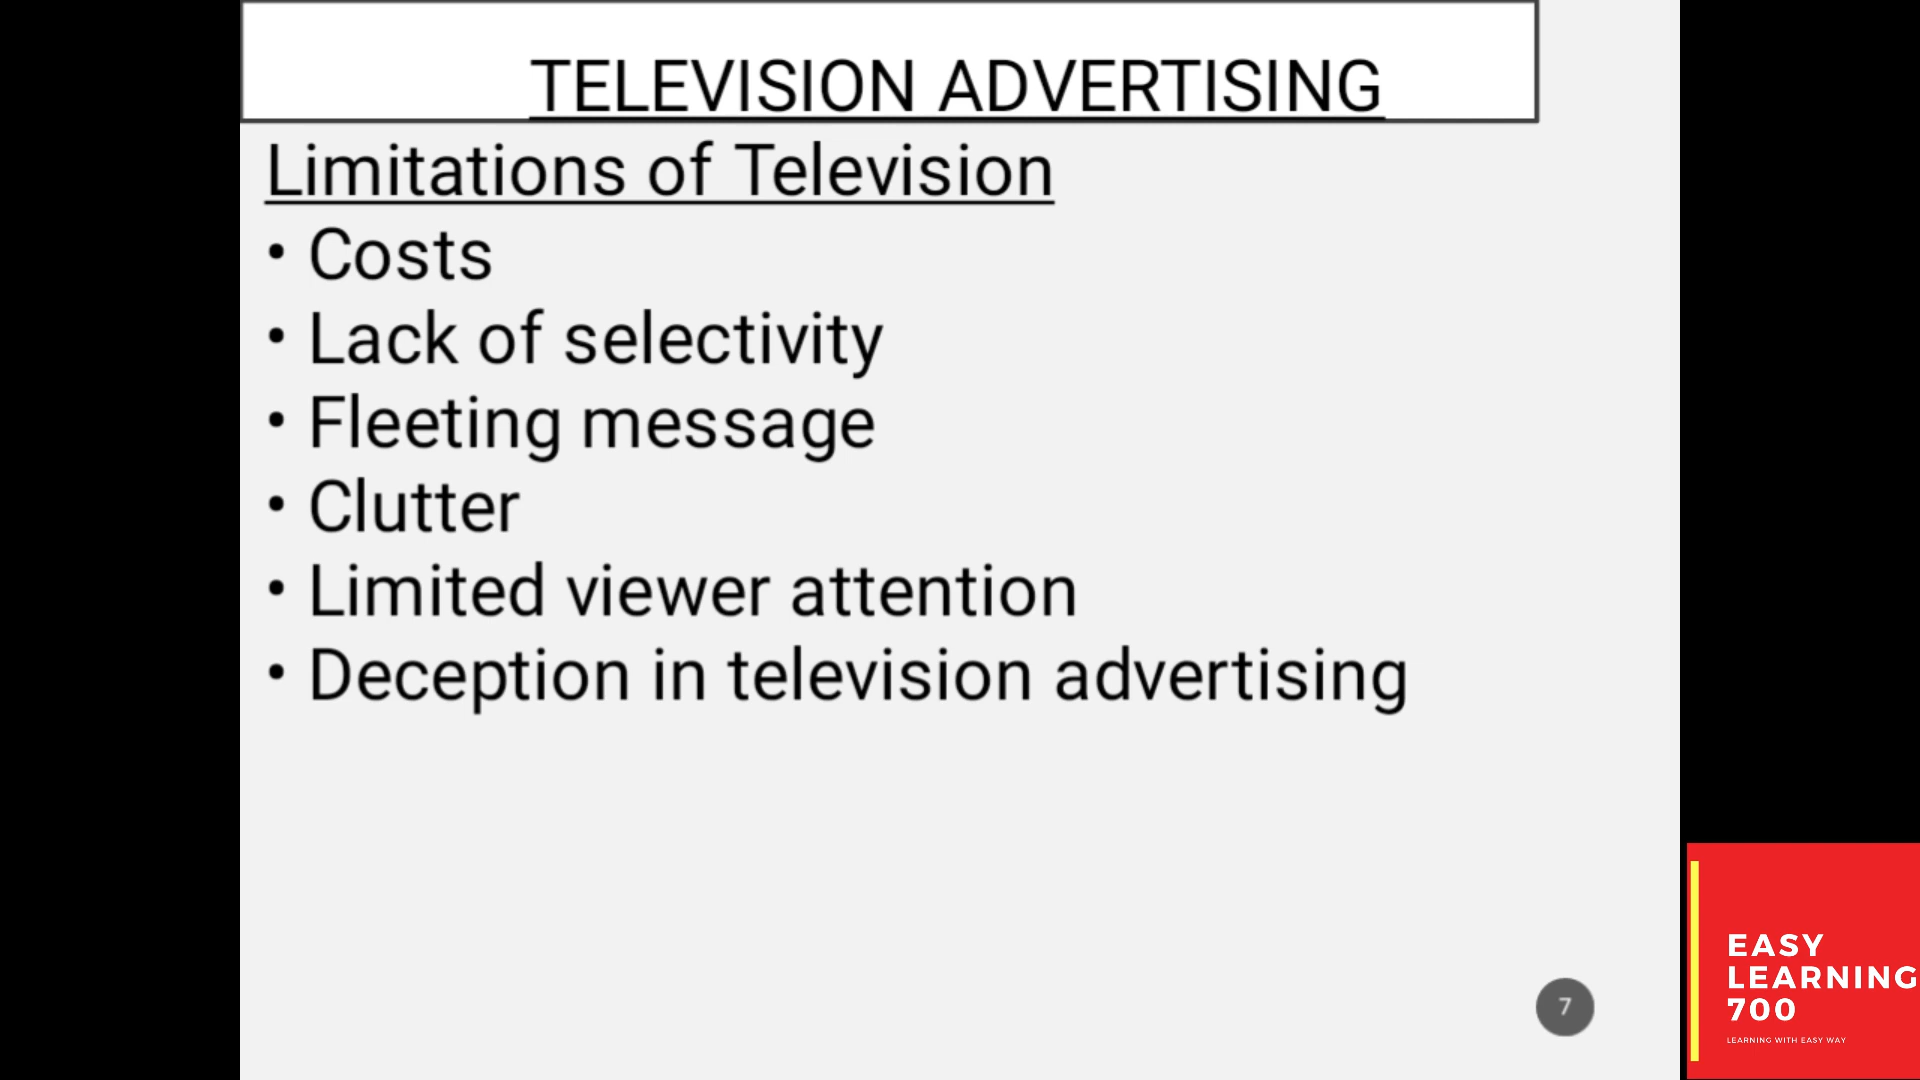 TELEVISION ADVERTISING
Limitations of Television
• Costs
• Lack of selectivity
• Fleeting message
• Clutter
• Limited viewer attention
• Deception in television advertising
7
EASY
LEARNING
700
LEARNING WITH EASY WAY